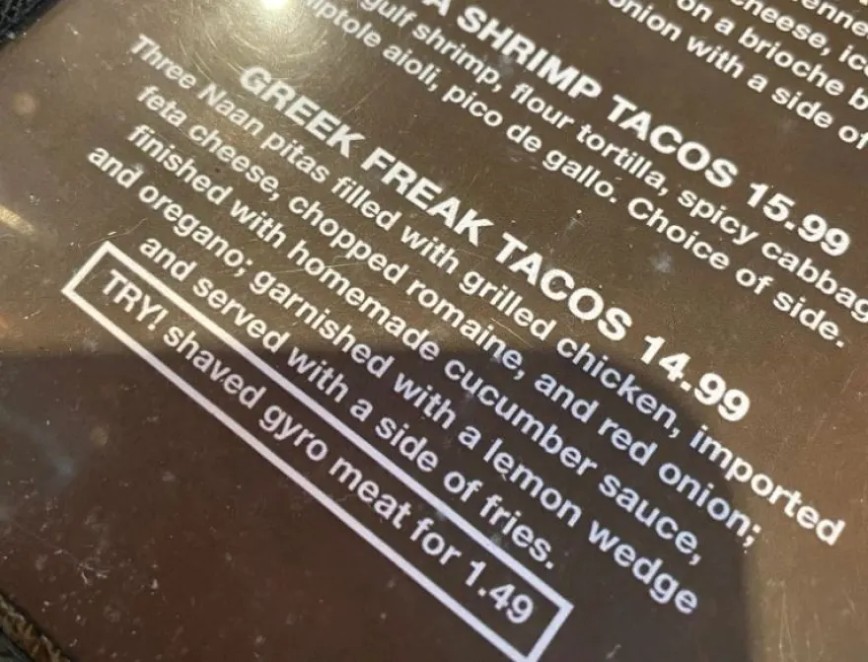 on a brioche
onion with a side of
SHRIMP TACOS 15.99
gulf shrimp, flour tortilla, spicy
aioli, pico de gallo. Choice of side.
GREEK FREAK TACOS 14.99
Three Naan pitas filled with grilled chicken, imported
feta cheese, chopped romaine, and red onion;
finished with homemade cucumber sauce,
and oregano; garnished with a lemon wedge
and served with a side of fries.
TRY! shaved gyro meat for 1.49